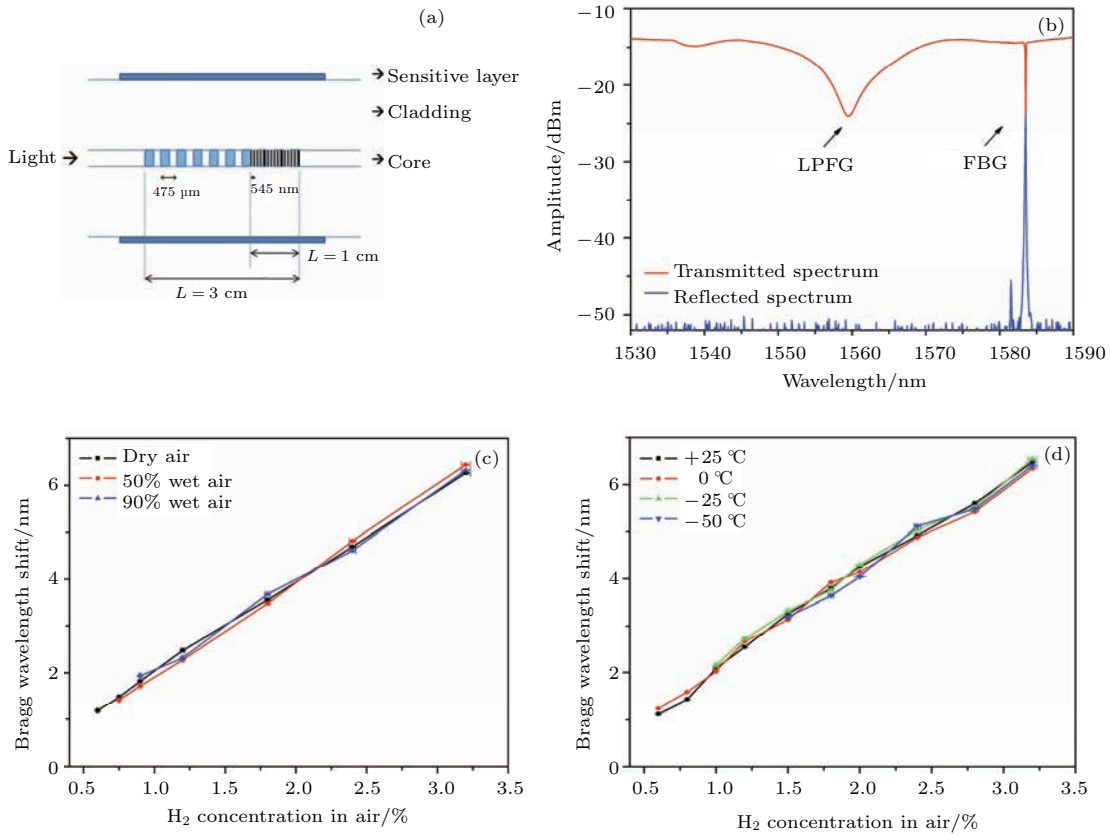 (a)
Sensitive layer
Cladding
Light
Core
475 µm
545 nm
L = 1 cm
L = 3 cm
(b)
−10
−20
−30
−40
−50
Amplitude/dBm
LPFG
FBG
Transmitted spectrum
Reflected spectrum
1530
1540
1550
1560
1570
1580
1590
Wavelength/nm
(c)
Dry air
50% wet air
90% wet air
6
4
2
0
Bragg wavelength shift/nm
0.5
1.0
1.5
2.0
2.5
3.0
3.5
H₂ concentration in air/%
(d)
+25 ℃
0 ℃
−25 ℃
−50 ℃
6
4
2
0
Bragg wavelength shift/nm
0.5
1.0
1.5
2.0
2.5
3.0
3.5
H₂ concentration in air/%